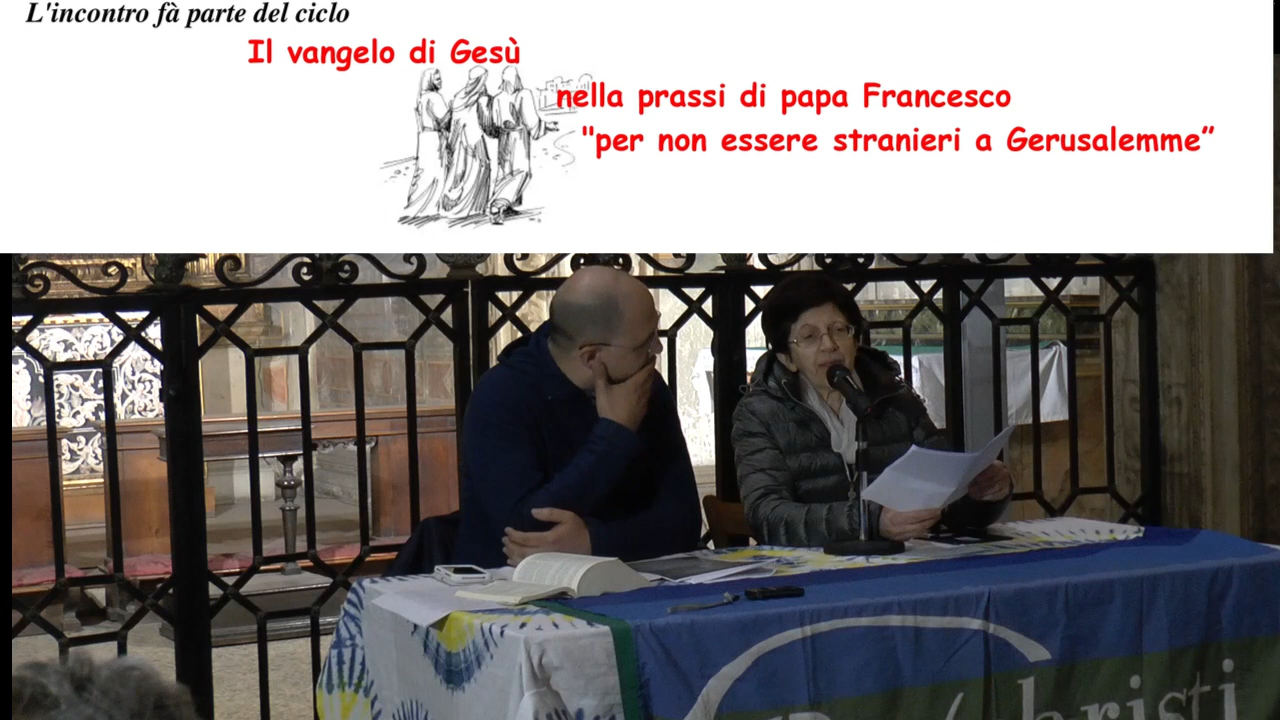 L'incontro fà parte del ciclo
Il vangelo di Gesù
nella prassi di papa Francesco
"per non essere stranieri a Gerusalemme”